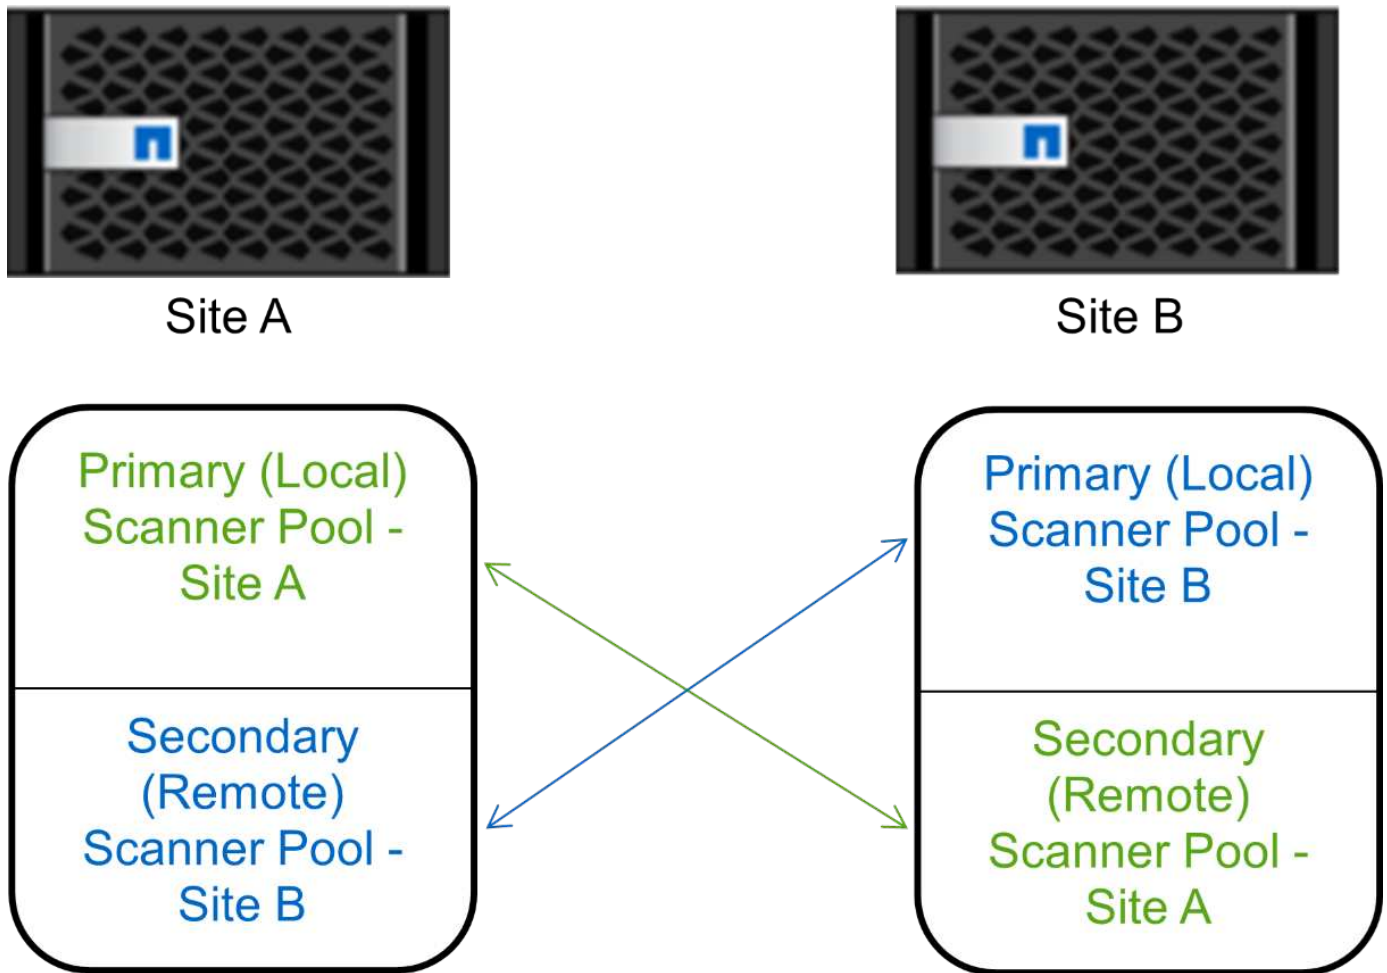 Site A
Site B
Primary (Local)
Scanner Pool -
Site A
Secondary
(Remote)
Scanner Pool -
Site B
Primary (Local)
Scanner Pool -
Site B
Secondary
(Remote)
Scanner Pool -
Site A